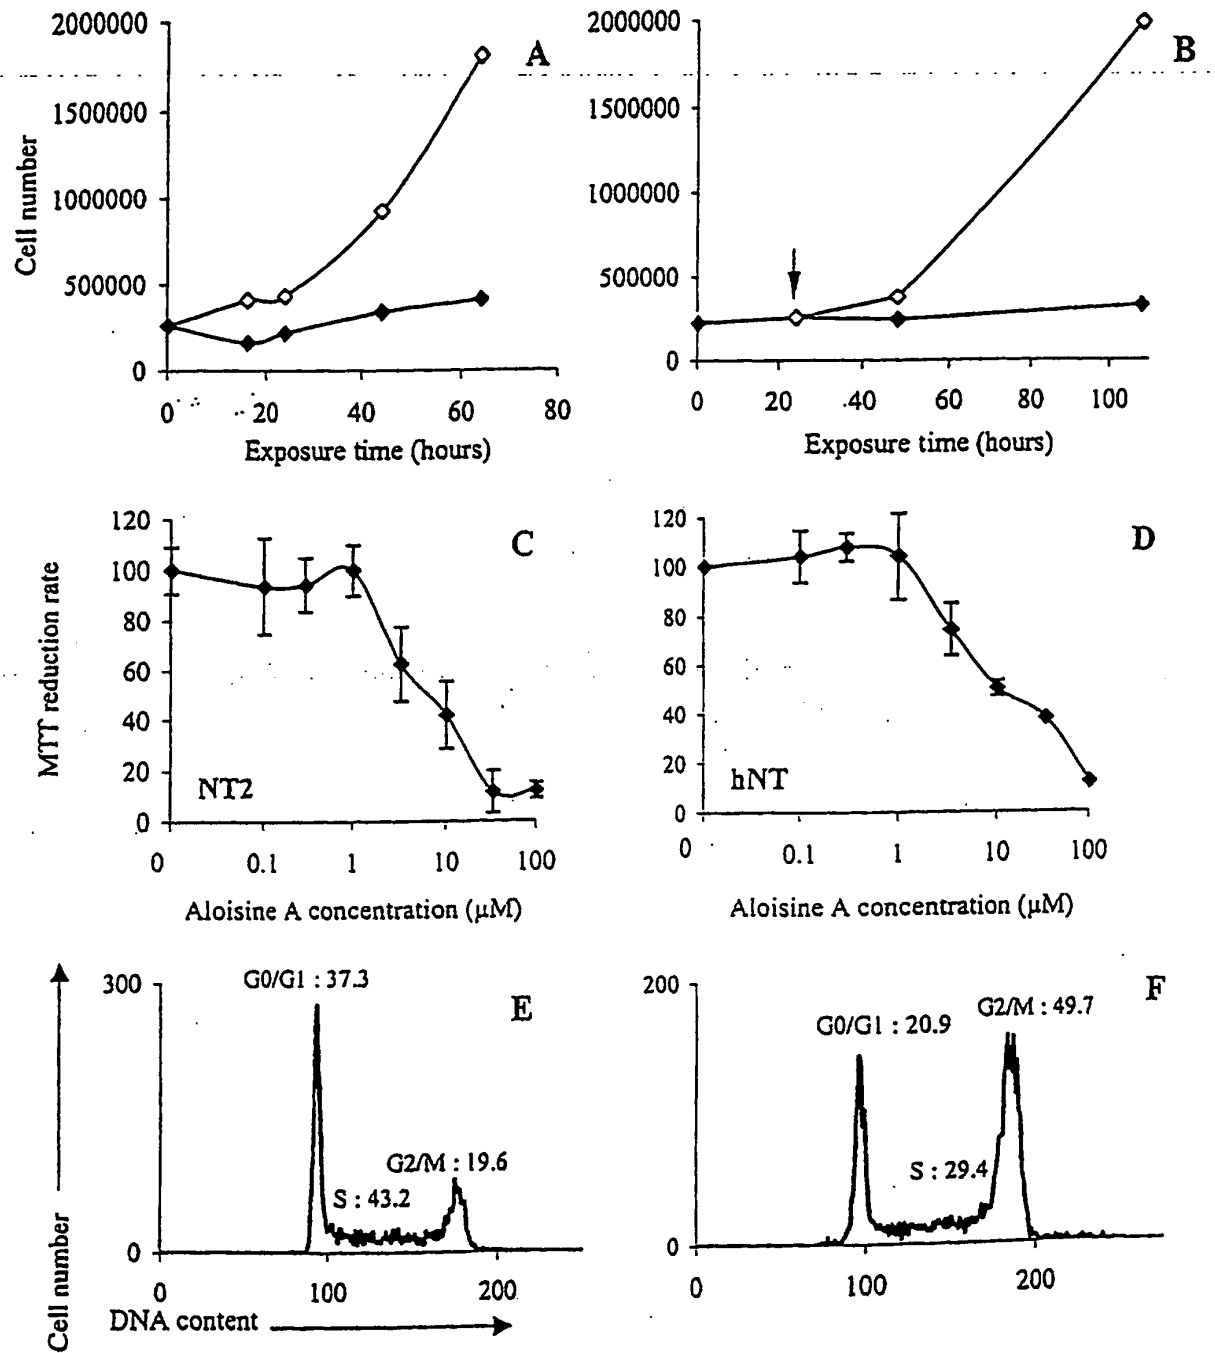 A
2000000
1500000
1000000
500000
0
Cell number
0 20 40 60 80
Exposure time (hours)
B
2000000
1500000
1000000
500000
0
0 20 40 60 80 100
Exposure time (hours)
C
120
100
80
60
40
20
0
MTT reduction rate
NT2
0 0.1 1 10 100
Aloisine A concentration (μM)
D
120
100
80
60
40
20
0
hNT
0 0.1 1 10 100
Aloisine A concentration (μM)
E
300
0
G0/G1 : 37.3
G2/M : 19.6
S : 43.2
Cell number
0 100 200
DNA content
F
200
0
G2/M : 49.7
G0/G1 : 20.9
S : 29.4
0 100 200